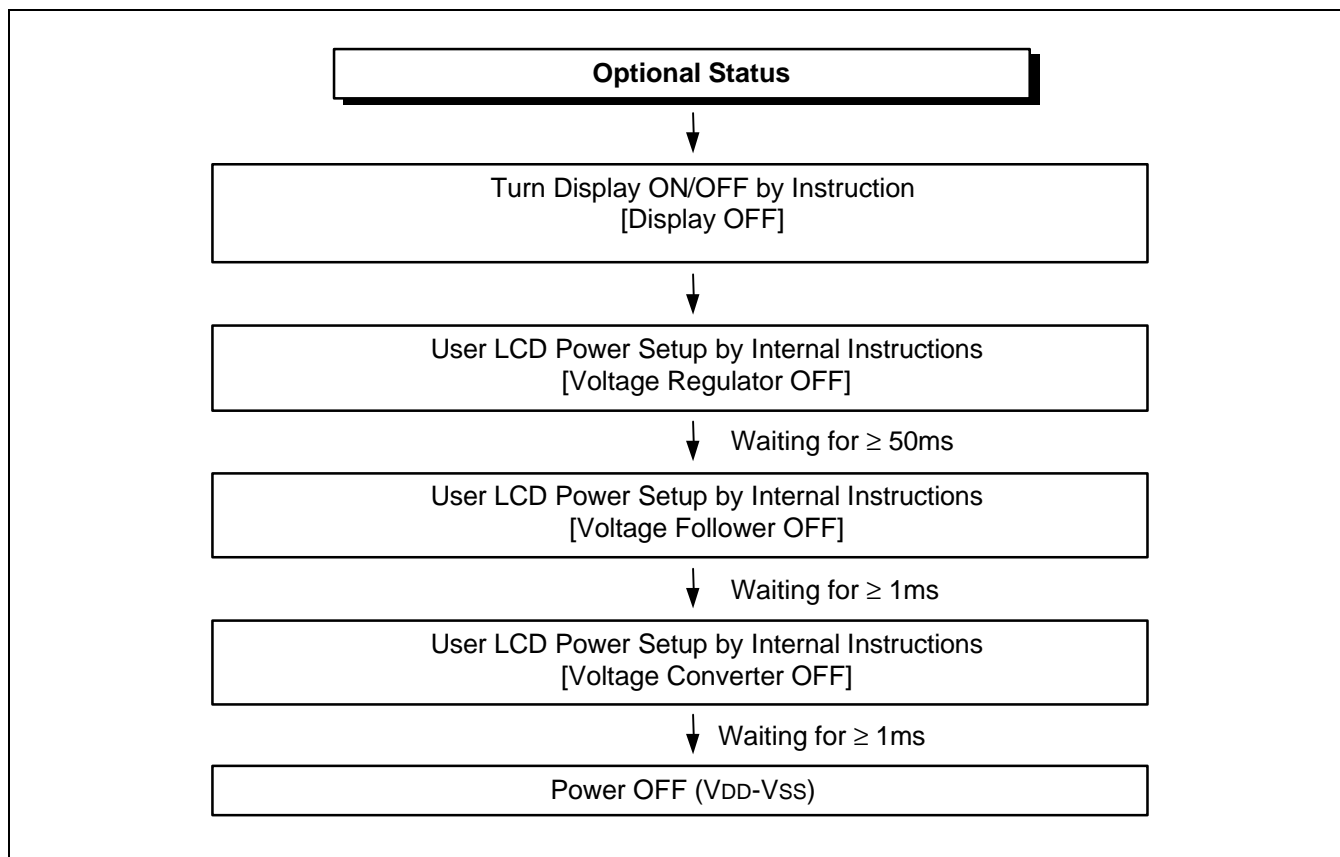 Optional Status
Turn Display ON/OFF by Instruction
[Display OFF]
User LCD Power Setup by Internal Instructions
[Voltage Regulator OFF]
Waiting for ≥ 50ms
User LCD Power Setup by Internal Instructions
[Voltage Follower OFF]
Waiting for ≥ 1ms
User LCD Power Setup by Internal Instructions
[Voltage Converter OFF]
Waiting for ≥ 1ms
Power OFF (VDD-VSS)